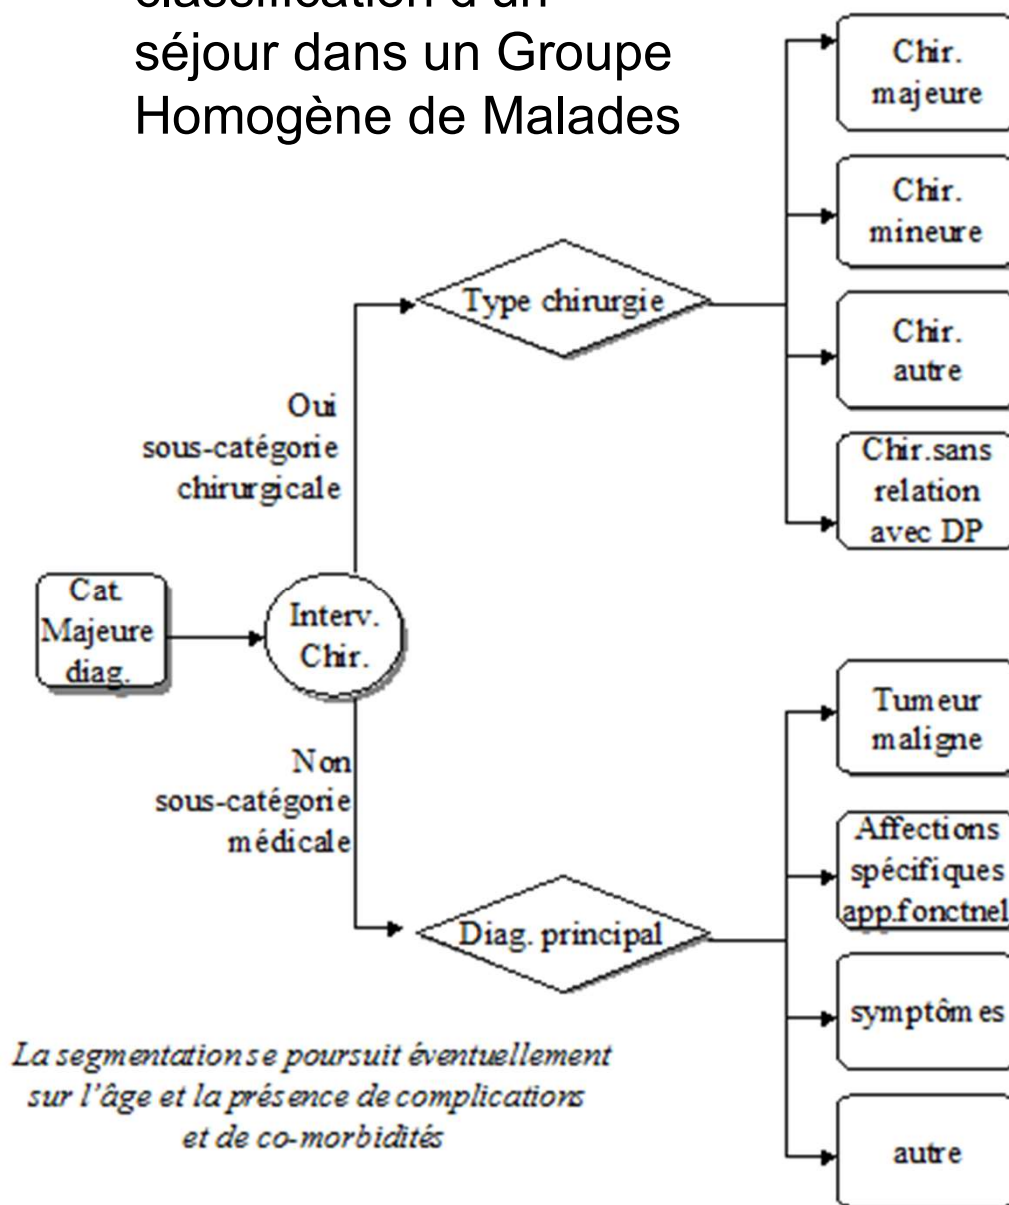 classification d'un
séjour dans un Groupe
Homogène de Malades
Chir.
majeure
Chir.
mineure
Type chirurgie
Chir.
autre
Oui
sous-catégorie
chirurgicale
Chir.sans
relation
avec DP
Cat.
Majeure
diag.
Interv.
Chir.
Non
sous-catégorie
médicale
Tumeur
maligne
Affections
spécifiques
app.fonctnel
Diag. principal
symptômes
autre
La segmentation se poursuit éventuellement
sur l'âge et la présence de complications
et de co-morbidités